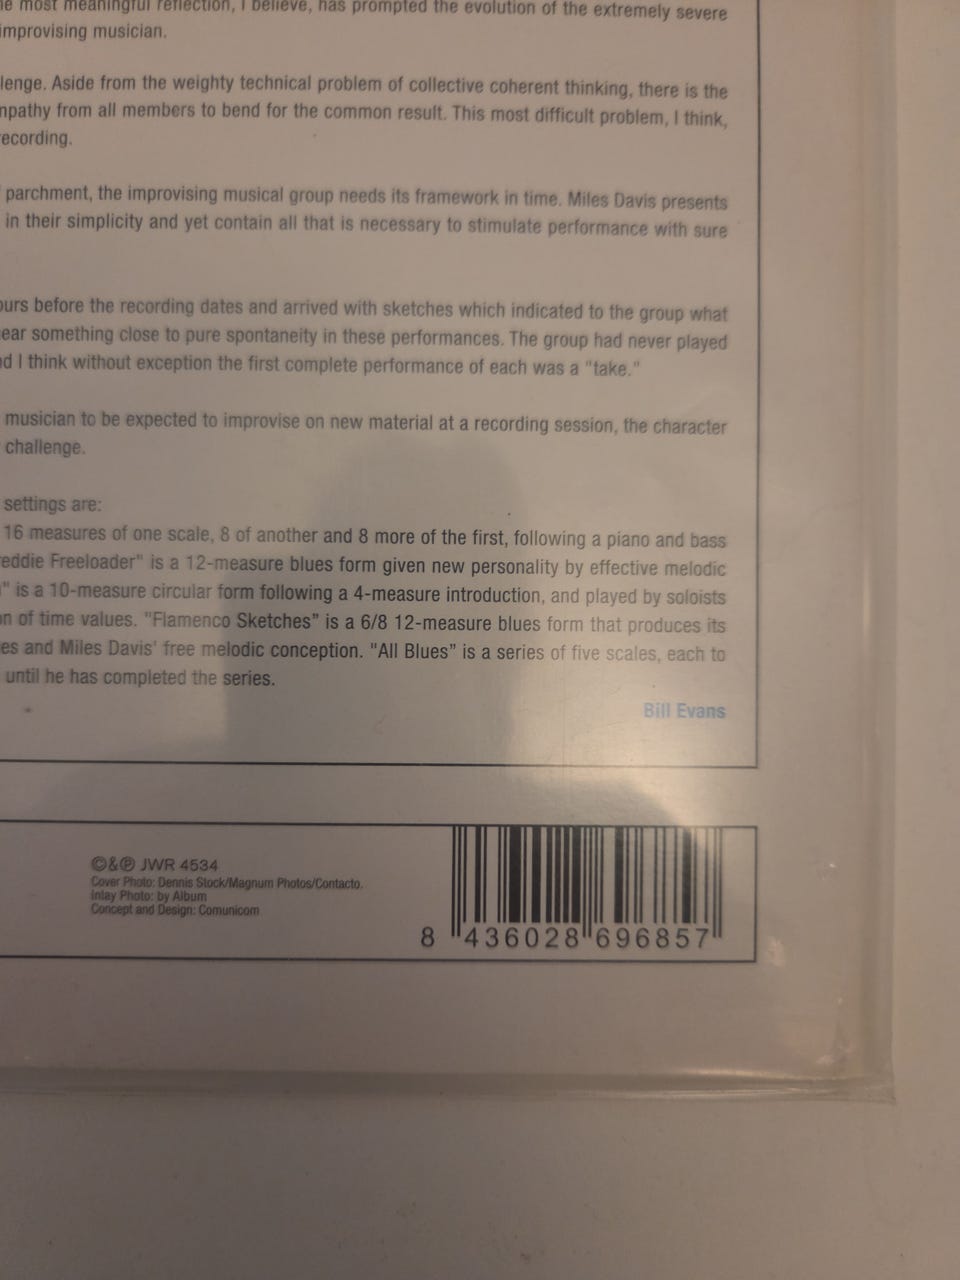 most meaningful reflection, I believe, has prompted the evolution of the extremely severe
improvising musician.
lenge. Aside from the weighty technical problem of collective coherent thinking, there is the
mpathy from all members to bend for the common result. This most difficult problem, I think,
ecording.
parchment, the improvising musical group needs its framework in time. Miles Davis presents
in their simplicity and yet contain all that is necessary to stimulate performance with sure
ours before the recording dates and arrived with sketches which indicated to the group what
ear something close to pure spontaneity in these performances. The group had never played
d I think without exception the first complete performance of each was a "take."
musician to be expected to improvise on new material at a recording session, the character
challenge.
settings are:
16 measures of one scale, 8 of another and 8 more of the first, following a piano and bass
eddie Freeloader" is a 12-measure blues form given new personality by effective melodic
" is a 10-measure circular form following a 4-measure introduction, and played by soloists
on of time values. "Flamenco Sketches" is a 6/8 12-measure blues form that produces its
es and Miles Davis' free melodic conception. "All Blues" is a series of five scales, each to
until he has completed the series.
Bill Evans
©&℗ JWR 4534
Cover Photo: Dennis Stock/Magnum Photos/Contacto.
Inlay Photo: by Album
Concept and Design: Comunicom
8 436028 696857